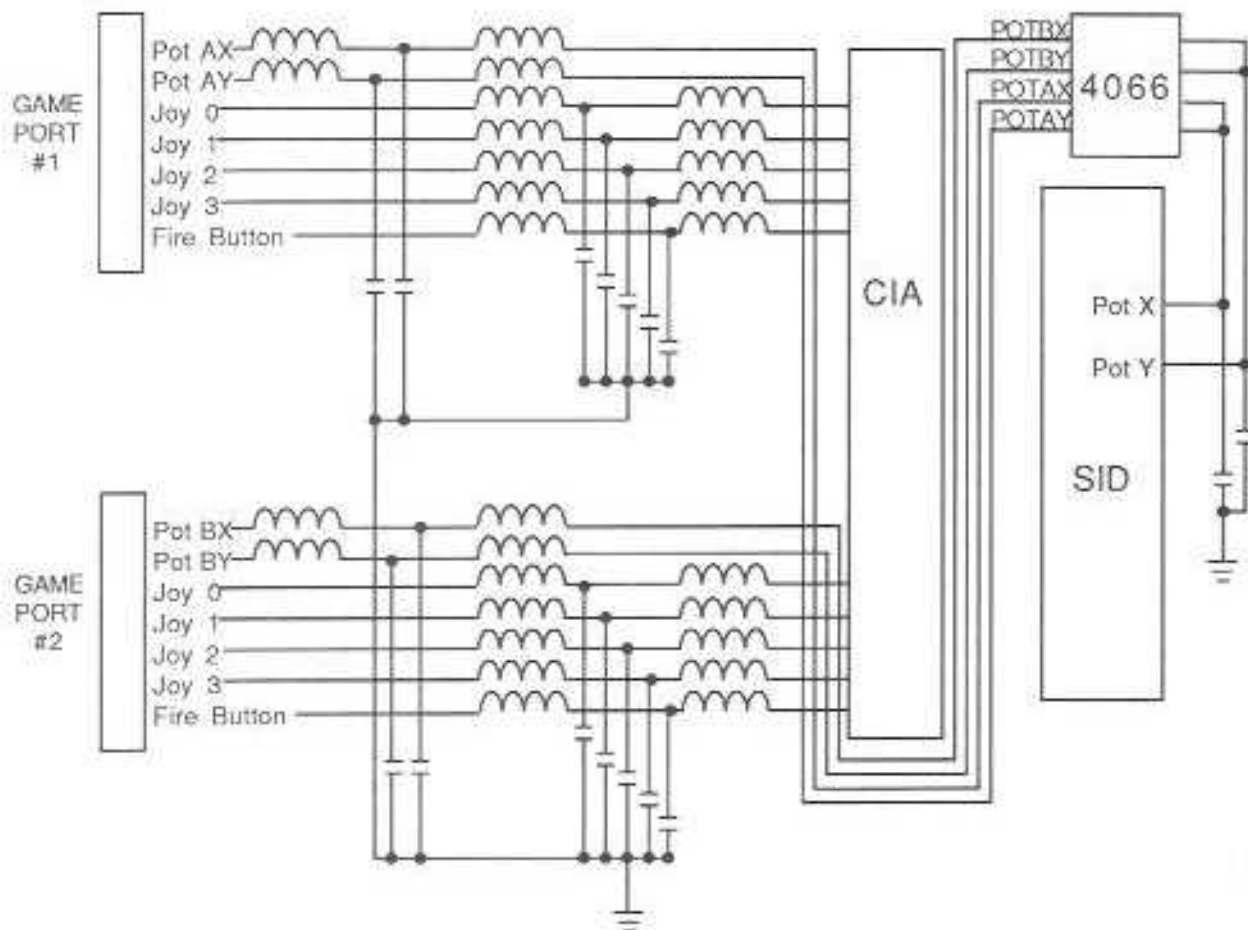 GAME
PORT
#1
Pot AX
Pot AY
Joy 0
Joy 1
Joy 2
Joy 3
Fire Button
CIA
POTBX
POTBY
POTAX
POTAY
4066
Pot X
Pot Y
SID
GAME
PORT
#2
Pot BX
Pot BY
Joy 0
Joy 1
Joy 2
Joy 3
Fire Button